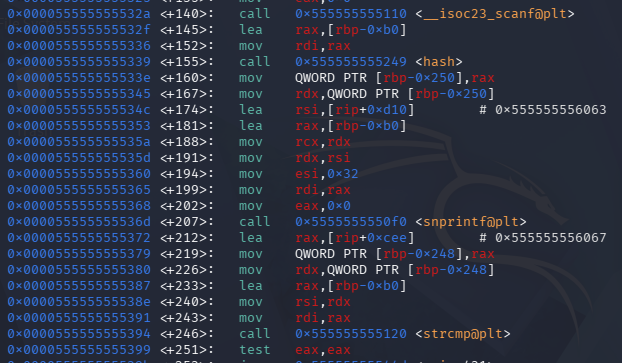 0x000055555555532a <+140>: call 0x555555555110 <__isoc23_scanf@plt>
0x000055555555532f <+145>: lea rax,[rbp-0xb0]
0x0000555555555336 <+152>: mov rdi,rax
0x0000555555555339 <+155>: call 0x555555555249 <hash>
0x000055555555533e <+160>: mov QWORD PTR [rbp-0x250],rax
0x0000555555555345 <+167>: mov rdx,QWORD PTR [rbp-0x250]
0x000055555555534c <+174>: lea rsi,[rip+0xd10] # 0x555555556063
0x0000555555555353 <+181>: lea rax,[rbp-0xb0]
0x000055555555535a <+188>: mov rcx,rdx
0x000055555555535d <+191>: mov rdx,rsi
0x0000555555555360 <+194>: mov esi,0x32
0x0000555555555365 <+199>: mov rdi,rax
0x0000555555555368 <+202>: mov eax,0x0
0x000055555555536d <+207>: call 0x5555555550f0 <snprintf@plt>
0x0000555555555372 <+212>: lea rax,[rip+0xcee] # 0x555555556067
0x0000555555555379 <+219>: mov QWORD PTR [rbp-0x248],rax
0x0000555555555380 <+226>: mov rdx,QWORD PTR [rbp-0x248]
0x0000555555555387 <+233>: lea rax,[rbp-0xb0]
0x000055555555538e <+240>: mov rsi,rdx
0x0000555555555391 <+243>: mov rdi,rax
0x0000555555555394 <+246>: call 0x555555555120 <strcmp@plt>
0x0000555555555399 <+251>: test eax,eax